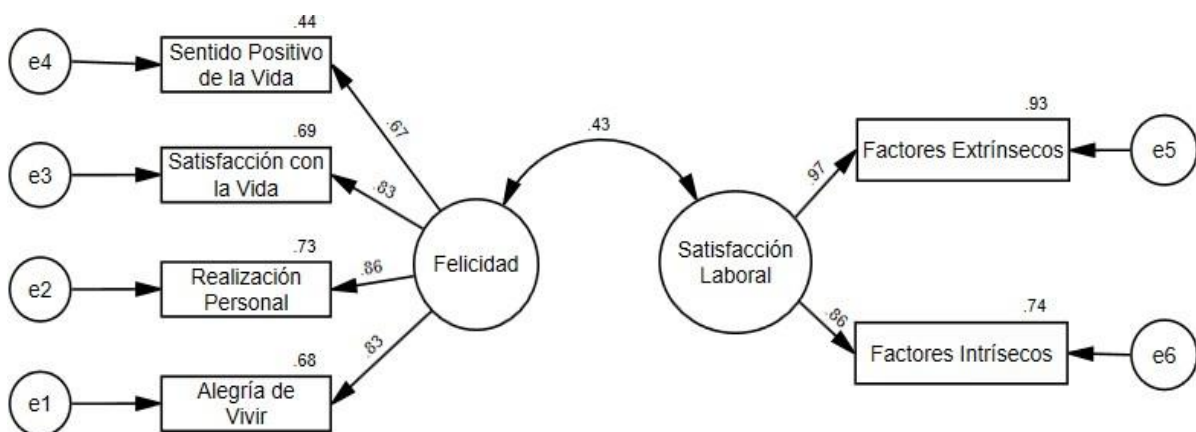 .44
e4
Sentido Positivo
de la Vida
.67
.69
e3
Satisfacción con
la Vida
.83
.73
e2
Realización
Personal
.86
.68
e1
Alegría de
Vivir
.83
Felicidad
.43
Satisfacción
Laboral
.97
.93
Factores Extrínsecos
e5
.86
.74
Factores Intrísecos
e6